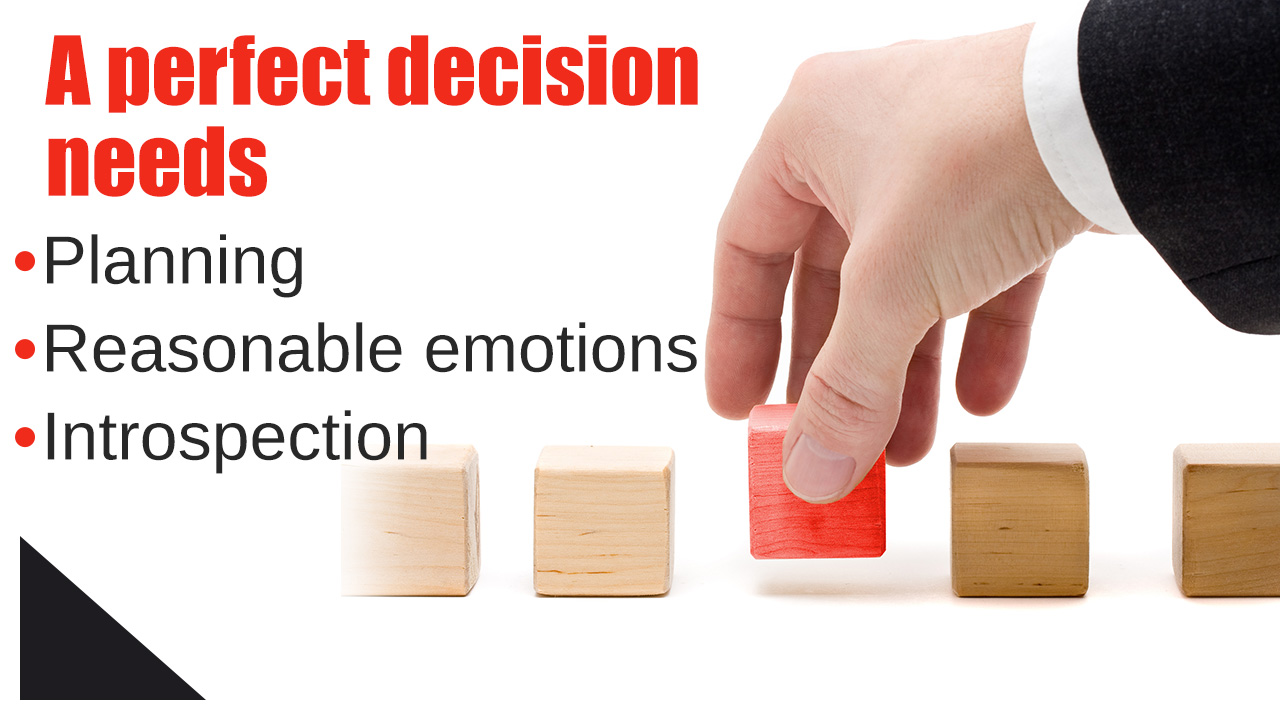 A perfect decision
needs
•Planning
•Reasonable emotions
•Introspection